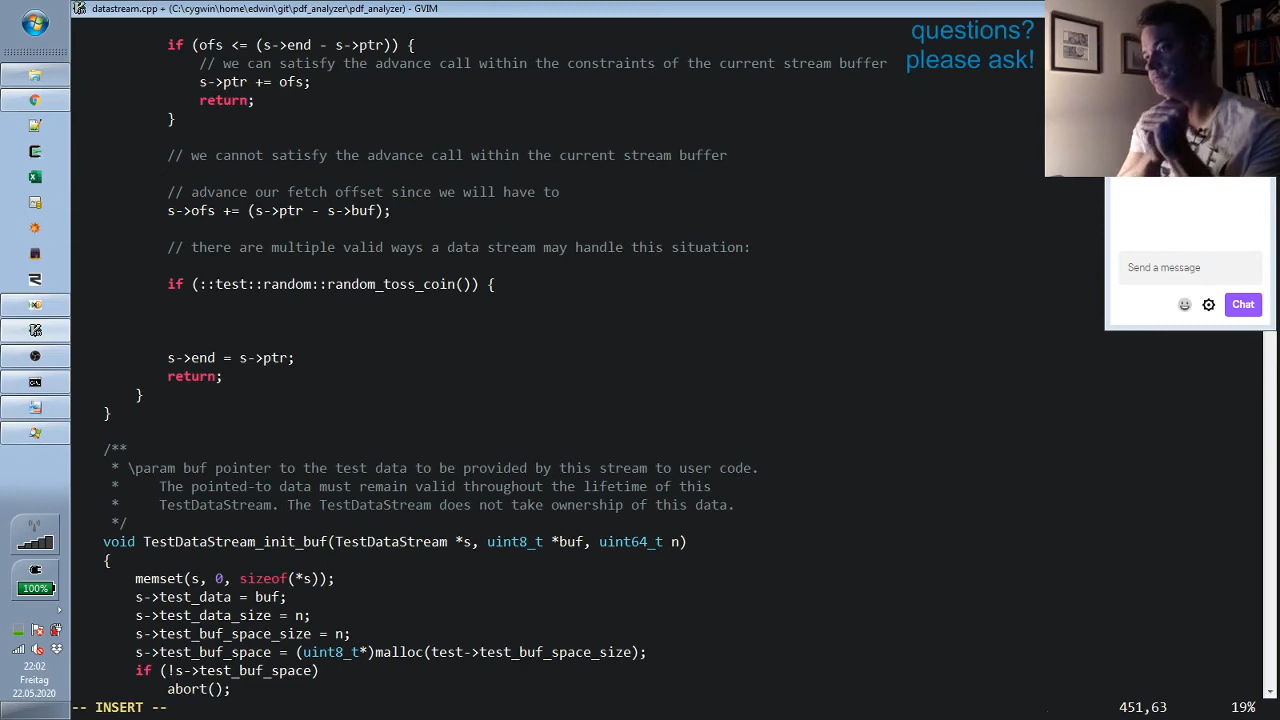 datastream.cpp + (C:\cygwin\home\edwin\git\pdf_analyzer\pdf_analyzer) - GVIM
questions?
please ask!
if (ofs <= (s->end - s->ptr)) {
// we can satisfy the advance call within the constraints of the current stream buffer
s->ptr += ofs;
return;
}
// we cannot satisfy the advance call within the current stream buffer
// advance our fetch offset since we will have to
s->ofs += (s->ptr - s->buf);
// there are multiple valid ways a data stream may handle this situation:
if (::test::random::random_toss_coin()) {
s->end = s->ptr;
return;
}
}
/**
* \param buf pointer to the test data to be provided by this stream to user code.
*     The pointed-to data must remain valid throughout the lifetime of this
*     TestDataStream. The TestDataStream does not take ownership of this data.
*/
void TestDataStream_init_buf(TestDataStream *s, uint8_t *buf, uint64_t n)
{
memset(s, 0, sizeof(*s));
s->test_data = buf;
s->test_data_size = n;
s->test_buf_space_size = n;
s->test_buf_space = (uint8_t*)malloc(test->test_buf_space_size);
if (!s->test_buf_space)
abort();
-- INSERT --
451,63
19%
Send a message
Chat
100%
22:02
Freitag
22.05.2020